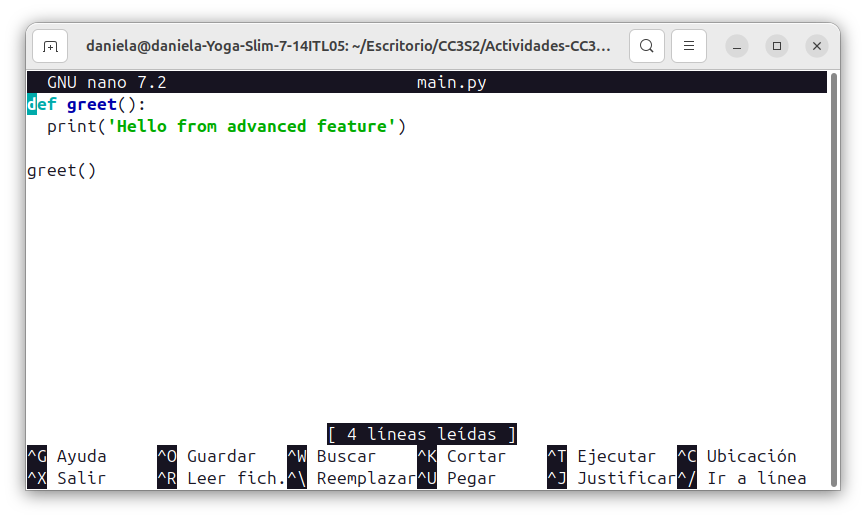 daniela@daniela-Yoga-Slim-7-14ITL05: ~/Escritorio/CC3S2/Actividades-CC3...
GNU nano 7.2 main.py
def greet():
  print('Hello from advanced feature')
greet()
[ 4 líneas leídas ]
^G Ayuda ^O Guardar ^W Buscar ^K Cortar ^T Ejecutar ^C Ubicación
^X Salir ^R Leer fich. ^\ Reemplazar ^U Pegar ^J Justificar ^/ Ir a línea